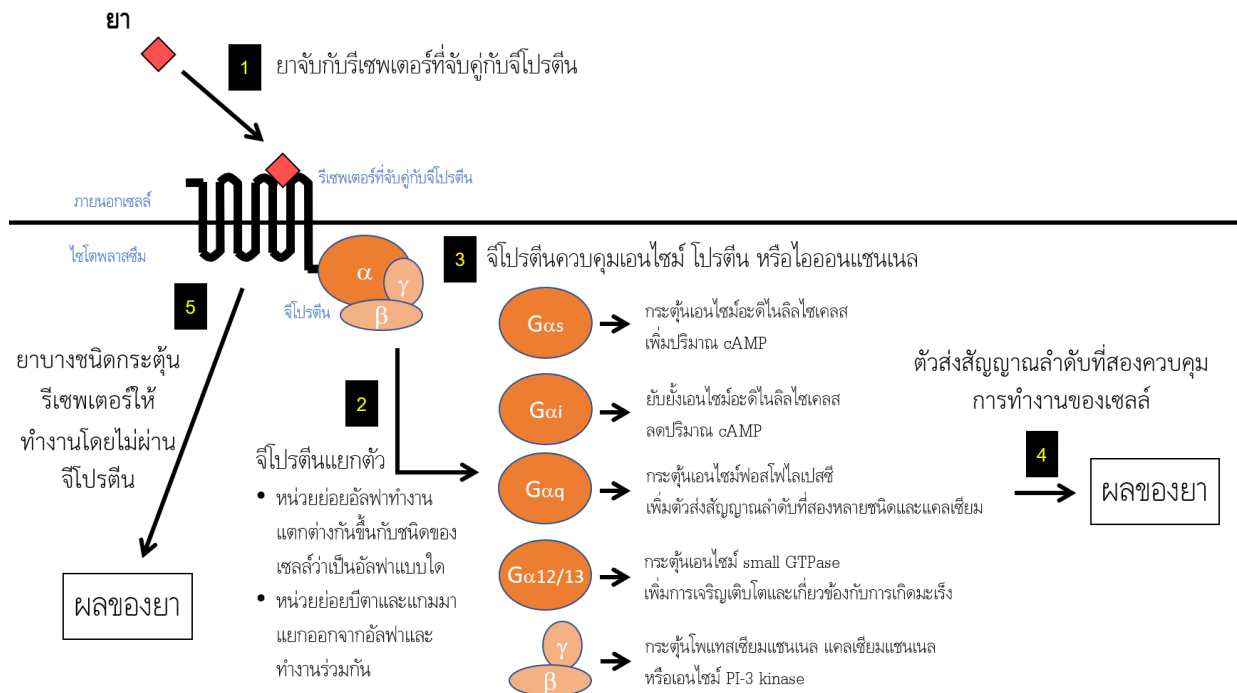 ยา
1 ยาจับกับรีเซพเตอร์ที่จับคู่กับจีโปรตีน
รีเซพเตอร์ที่จับคู่กับจีโปรตีน
ภายนอกเซลล์
ไซโตพลาสซึม
α
γ
β
จีโปรตีน
3 จีโปรตีนควบคุมเอนไซม์ โปรตีน หรือไอออนแชนเนล
5
ยาบางชนิดกระตุ้น
รีเซพเตอร์ให้
ทำงานโดยไม่ผ่าน
จีโปรตีน
ผลของยา
2
จีโปรตีนแยกตัว
• หน่วยย่อยอัลฟาทำงาน
แตกต่างกันขึ้นกับชนิดของ
เซลล์ว่าเป็นอัลฟาแบบใด
• หน่วยย่อยบีตาและแกมมา
แยกออกจากอัลฟาและ
ทำงานร่วมกัน
Gαs
กระตุ้นเอนไซม์อะดิไนลิลไซเคลส
เพิ่มปริมาณ cAMP
Gαi
ยับยั้งเอนไซม์อะดิไนลิลไซเคลส
ลดปริมาณ cAMP
Gαq
กระตุ้นเอนไซม์ฟอสโฟไลเปสซี
เพิ่มตัวส่งสัญญาณลำดับที่สองหลายชนิดและแคลเซียม
Gα12/13
กระตุ้นเอนไซม์ small GTPase
เพิ่มการเจริญเติบโตและเกี่ยวข้องกับการเกิดมะเร็ง
γ
β
กระตุ้นโพแทสเซียมแชนเนล แคลเซียมแชนเนล
หรือเอนไซม์ PI-3 kinase
ตัวส่งสัญญาณลำดับที่สองควบคุม
การทำงานของเซลล์
4
ผลของยา